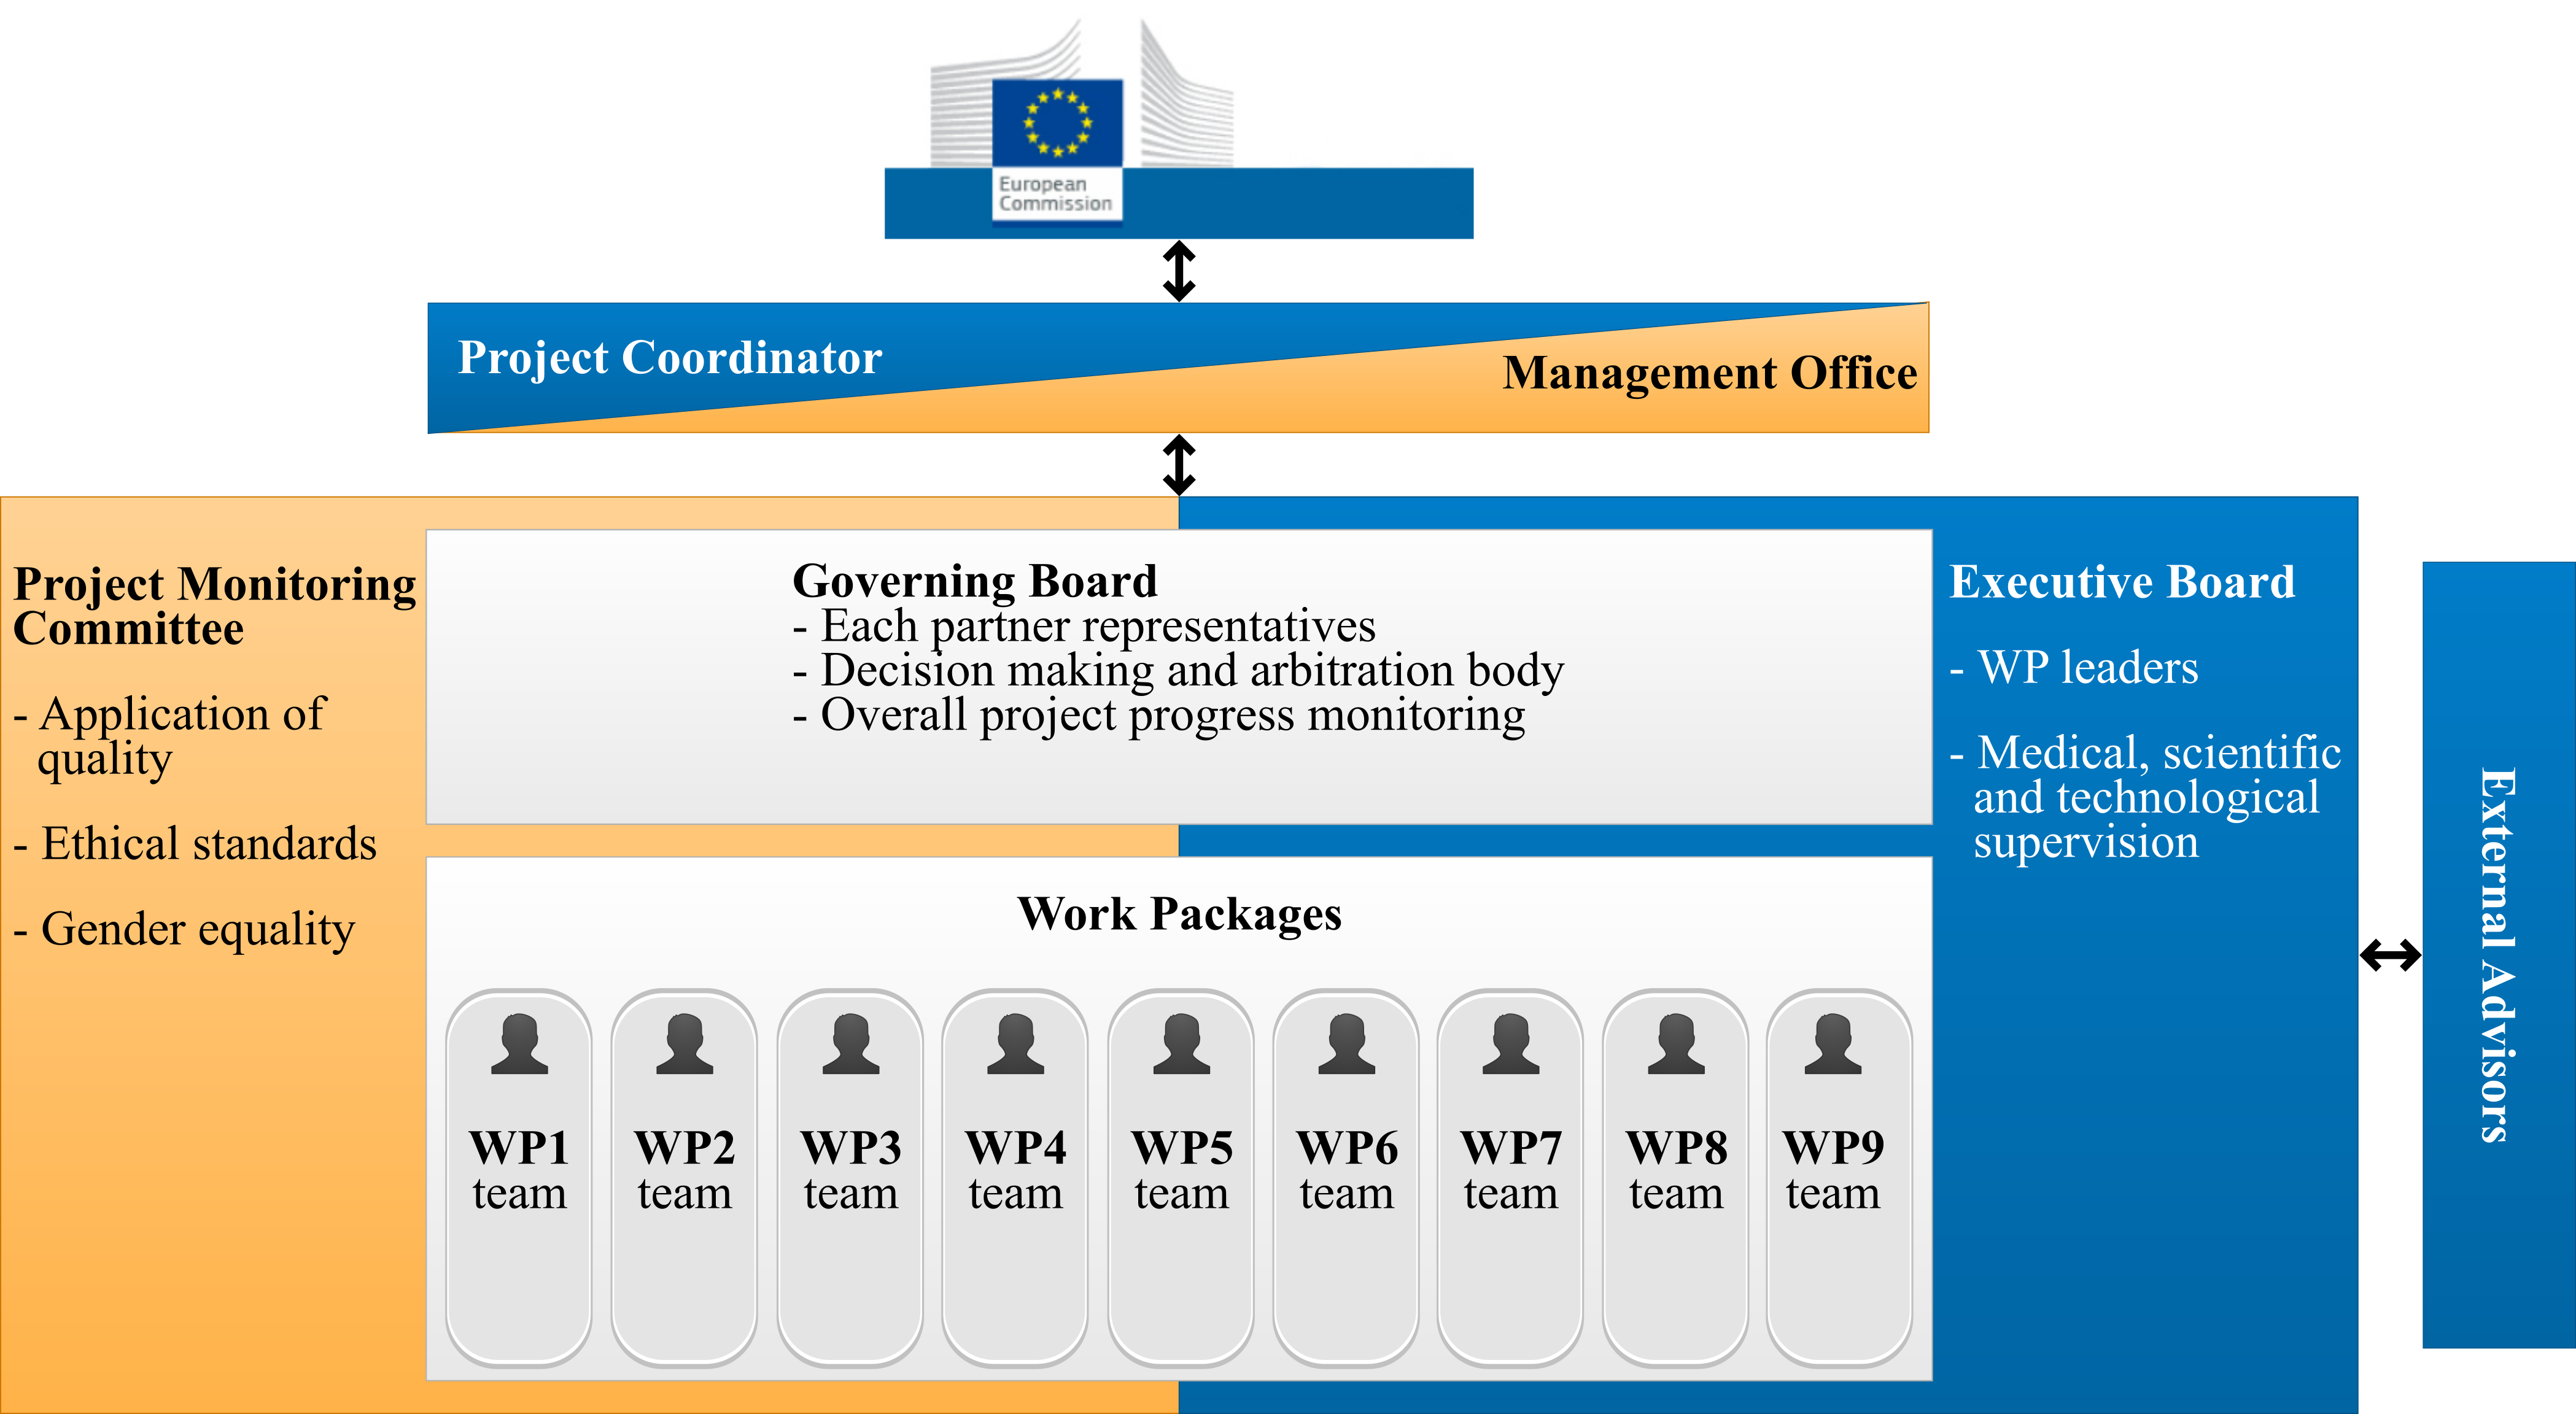 European
Commission
Project Coordinator
Management Office
Project Monitoring
Committee
- Application of
quality
- Ethical standards
- Gender equality
Governing Board
- Each partner representatives
- Decision making and arbitration body
- Overall project progress monitoring
Executive Board
- WP leaders
- Medical, scientific
and technological
supervision
External Advisors
Work Packages
WP1
team
WP2
team
WP3
team
WP4
team
WP5
team
WP6
team
WP7
team
WP8
team
WP9
team